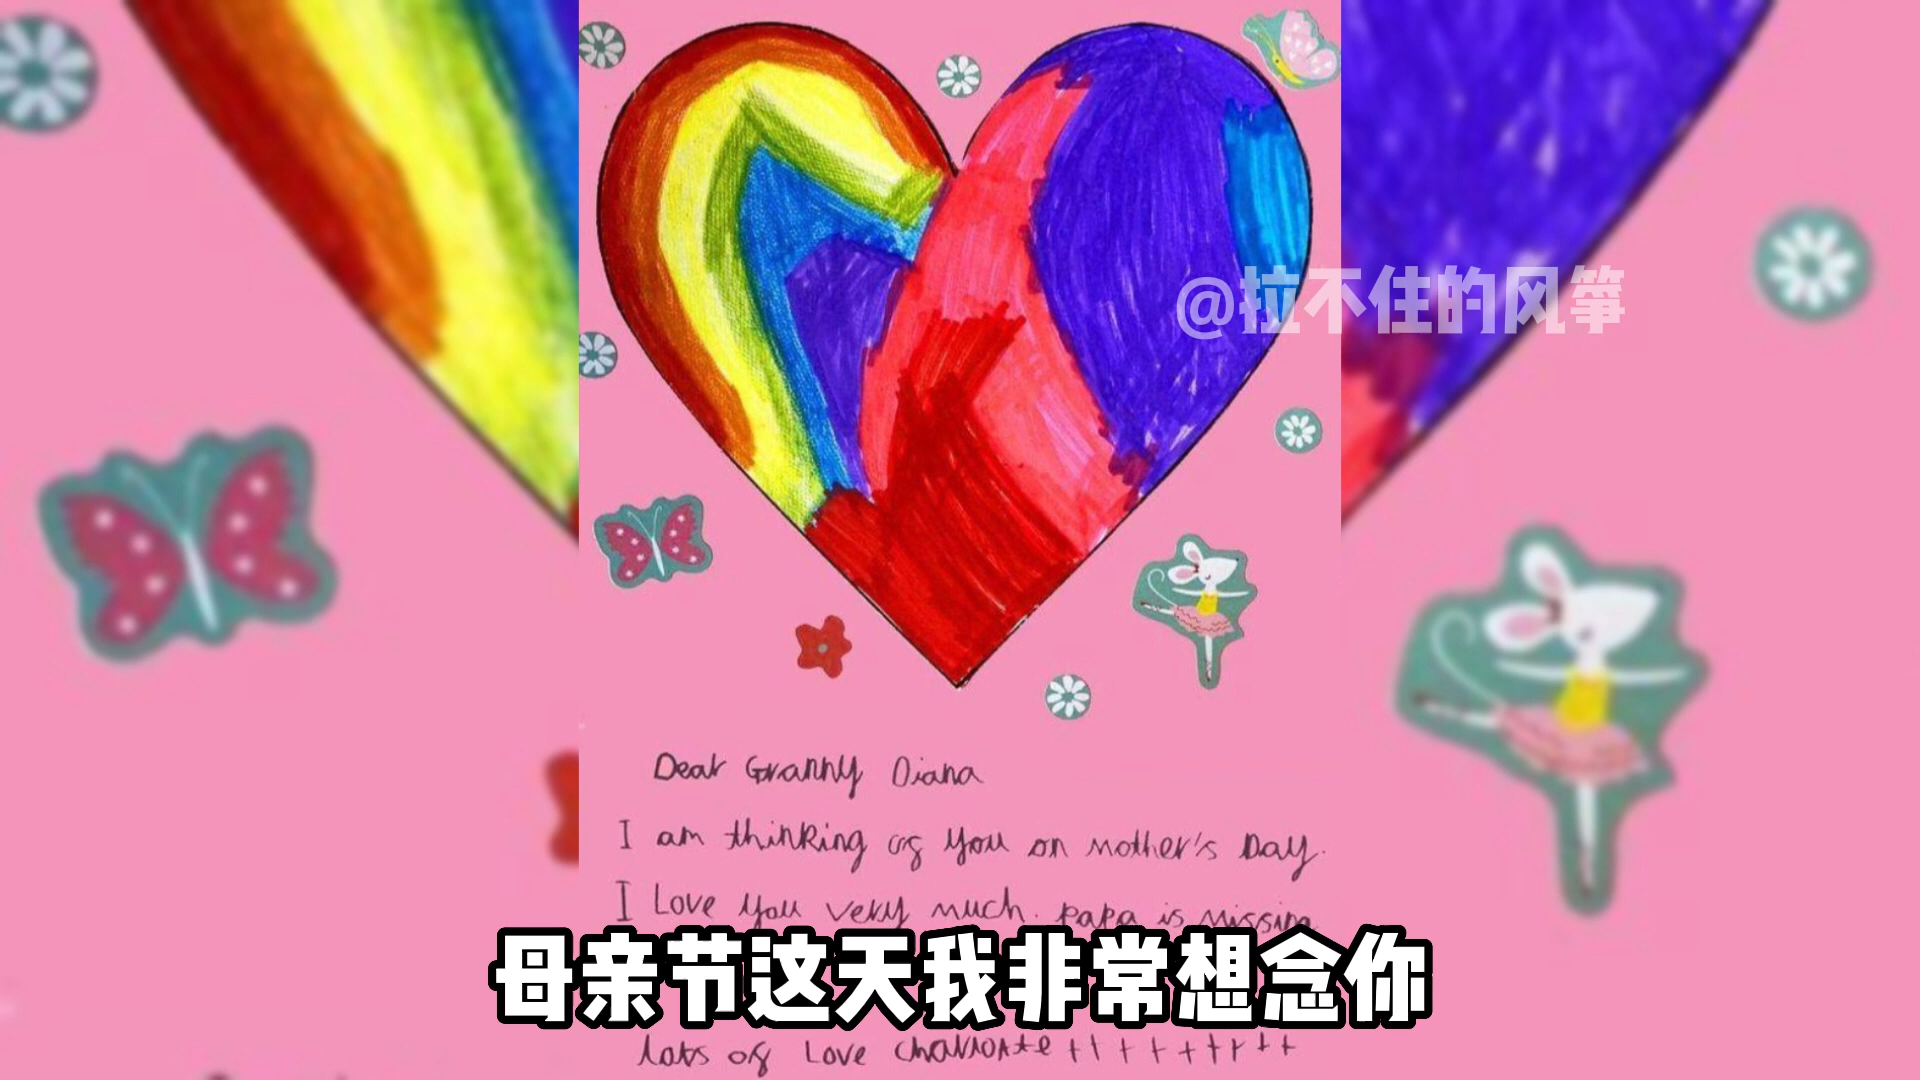 @拉不住的风筝
Dear Granny Diana
I am thinking of you on mother's Day.
I Love you very much. papa is missing
母亲节这天我非常想念你
lots of Love charlotte